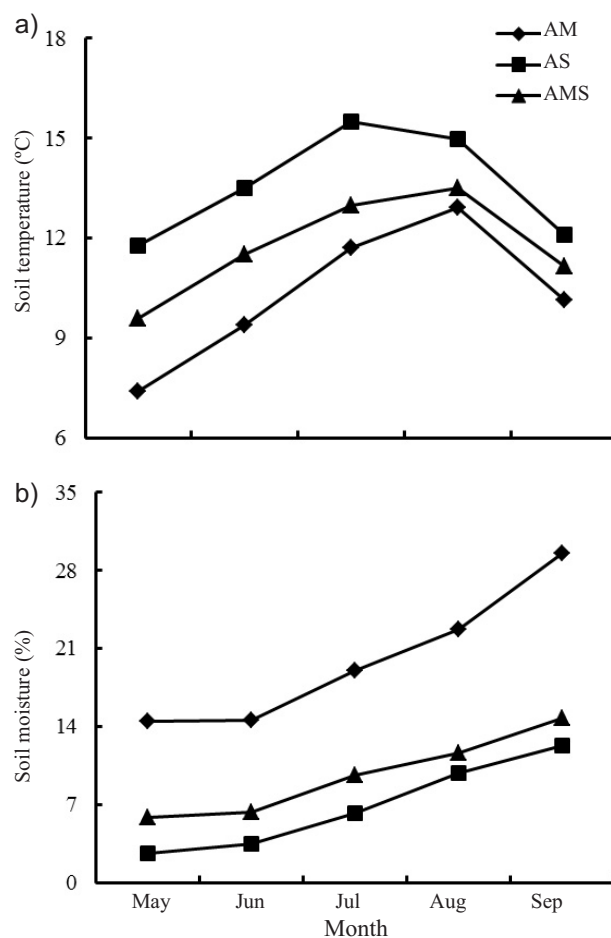 a)
18
15
12
9
6
Soil temperature (ºC)
AM
AS
AMS
b)
35
28
21
14
7
0
Soil moisture (%)
May Jun Jul Aug Sep
Month